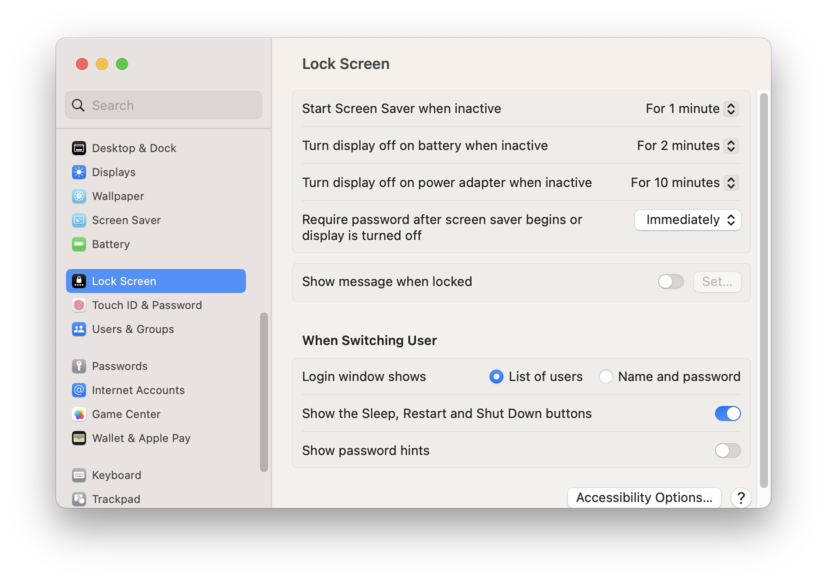 Search
Desktop & Dock
Displays
Wallpaper
Screen Saver
Battery
Lock Screen
Touch ID & Password
Users & Groups
Passwords
Internet Accounts
Game Center
Wallet & Apple Pay
Keyboard
Trackpad
Lock Screen
Start Screen Saver when inactive For 1 minute
Turn display off on battery when inactive For 2 minutes
Turn display off on power adapter when inactive For 10 minutes
Require password after screen saver begins or Immediately
display is turned off
Show message when locked Set...
When Switching User
Login window shows List of users Name and password
Show the Sleep, Restart and Shut Down buttons
Show password hints
Accessibility Options... ?